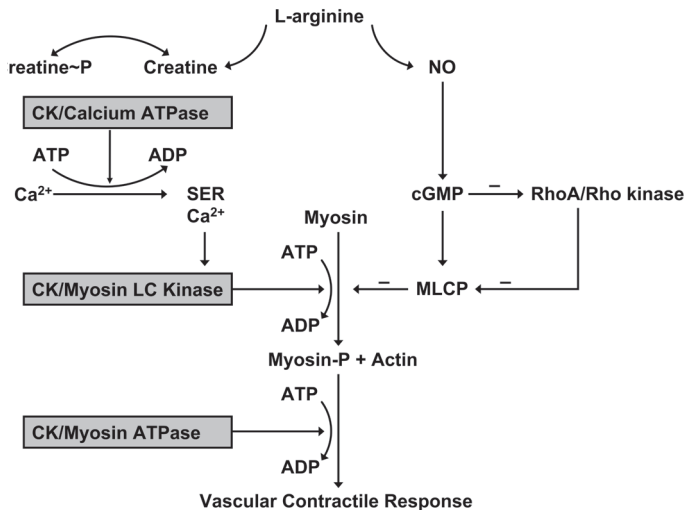 L-arginine
reatine~P
Creatine
NO
CK/Calcium ATPase
ATP
ADP
Ca²⁺
SER
Ca²⁺
cGMP
–
RhoA/Rho kinase
Myosin
ATP
CK/Myosin LC Kinase
–
MLCP
–
ADP
Myosin-P + Actin
ATP
CK/Myosin ATPase
ADP
Vascular Contractile Response